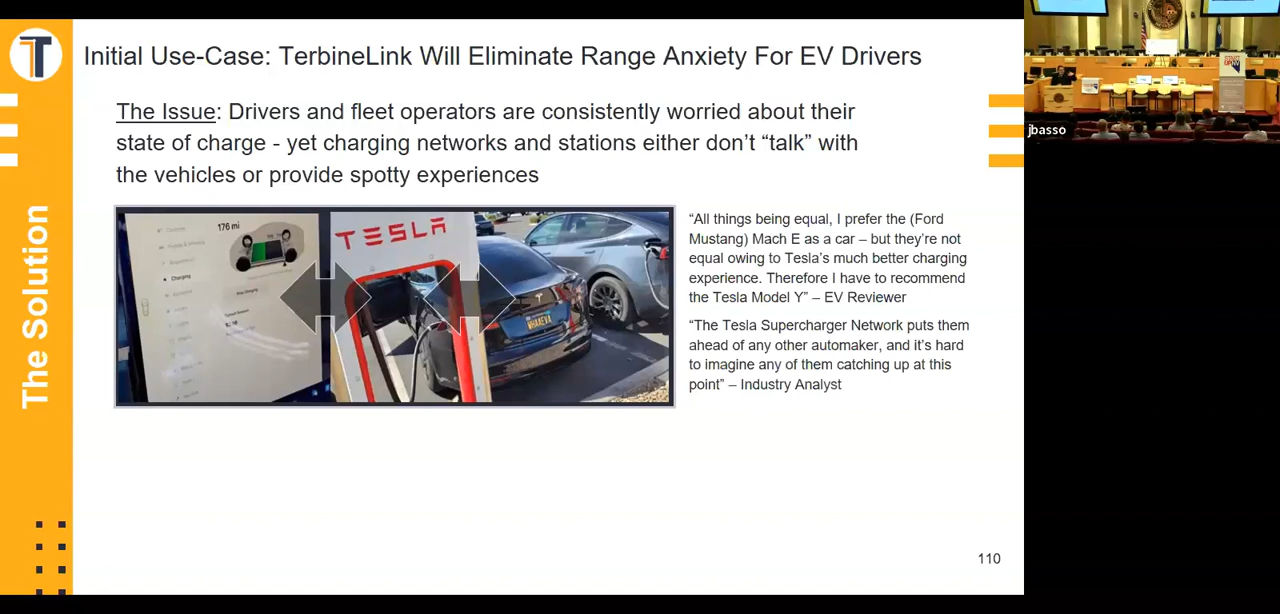 Initial Use-Case: TerbineLink Will Eliminate Range Anxiety For EV Drivers
The Issue: Drivers and fleet operators are consistently worried about their
state of charge - yet charging networks and stations either don’t “talk” with
the vehicles or provide spotty experiences
The Solution
176 mi
Charging
TESLA
“All things being equal, I prefer the (Ford
Mustang) Mach E as a car – but they’re not
equal owing to Tesla’s much better charging
experience. Therefore I have to recommend
the Tesla Model Y” – EV Reviewer
“The Tesla Supercharger Network puts them
ahead of any other automaker, and it’s hard
to imagine any of them catching up at this
point” – Industry Analyst
110
jbasso